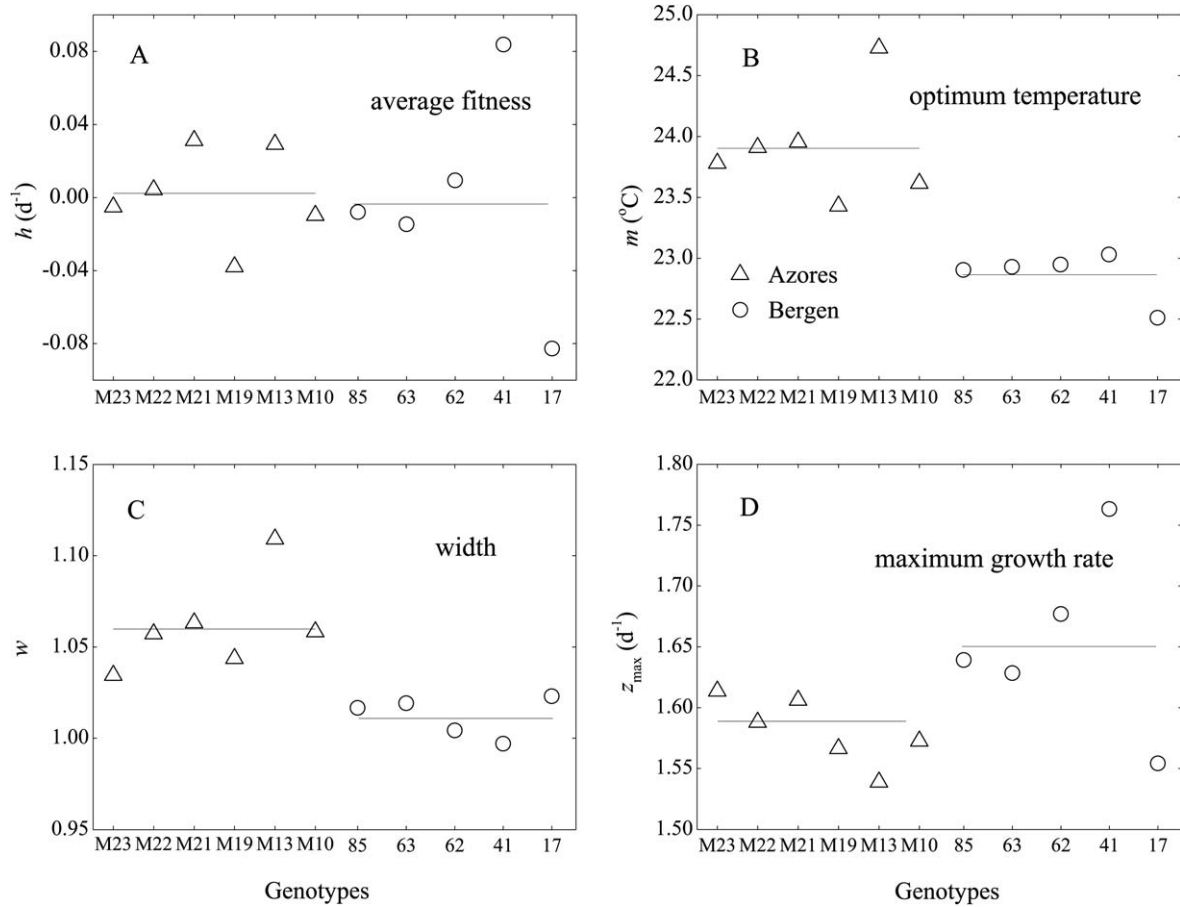 A
average fitness
h (d⁻¹)
0.08
0.04
0.00
-0.04
-0.08
M23 M22 M21 M19 M13 M10 85 63 62 41 17
B
optimum temperature
m (°C)
25.0
24.5
24.0
23.5
23.0
22.5
22.0
Azores
Bergen
M23 M22 M21 M19 M13 M10 85 63 62 41 17
C
width
w
1.15
1.10
1.05
1.00
0.95
M23 M22 M21 M19 M13 M10 85 63 62 41 17
Genotypes
D
maximum growth rate
zmax (d⁻¹)
1.80
1.75
1.70
1.65
1.60
1.55
1.50
M23 M22 M21 M19 M13 M10 85 63 62 41 17
Genotypes